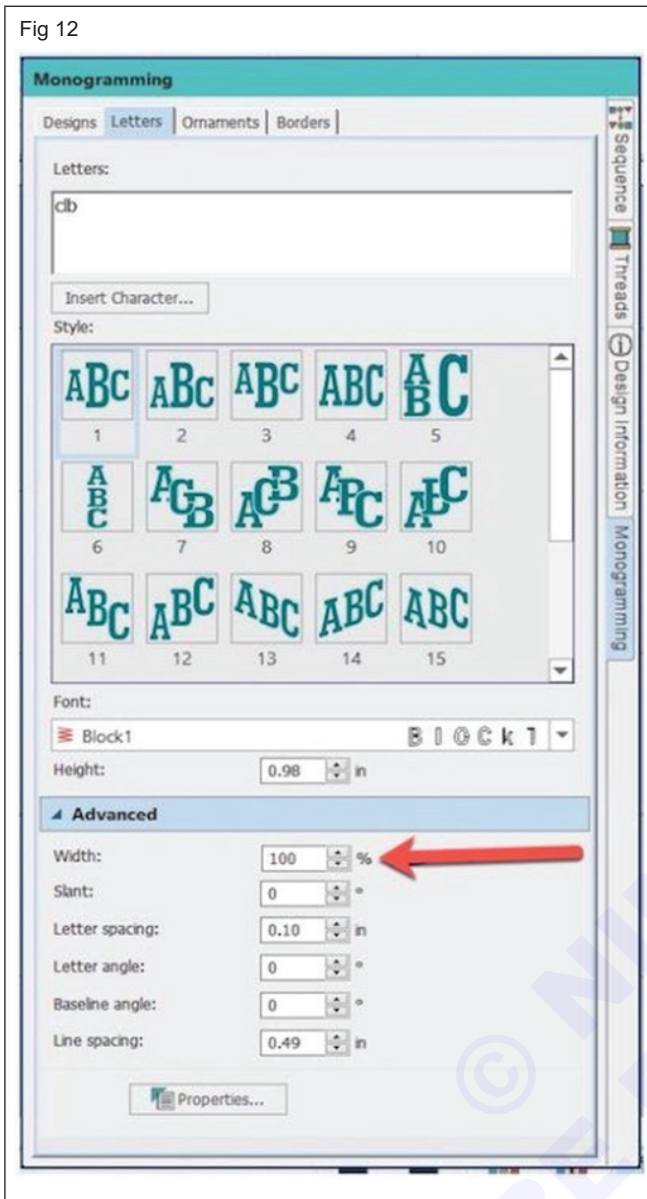 Fig 12
Monogramming
Designs Letters Ornaments Borders
Letters:
clb
Insert Character...
Style:
ABC ABC ABC ABC ABC
1 2 3 4 5
ABC ACB ACB APC ALC
6 7 8 9 10
ABC ABC ABC ABC ABC
11 12 13 14 15
Font:
Block1 BlOCk1
Height: 0.98 in
Advanced
Width: 100 %
Slant: 0 °
Letter spacing: 0.10 in
Letter angle: 0 °
Baseline angle: 0 °
Line spacing: 0.49 in
Properties...
Sequence
Threads
Design Information
Monogramming
©